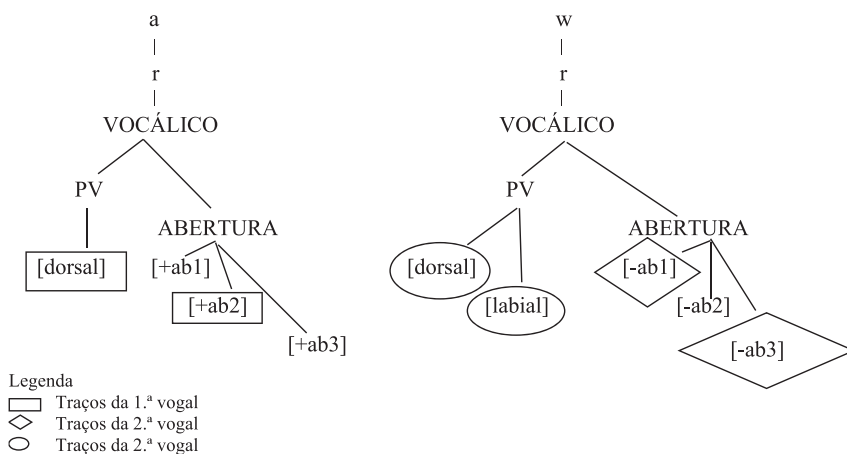 a w
r r
VOCÁLICO VOCÁLICO
PV PV
ABERTURA ABERTURA
[dorsal] [+ab1] [dorsal] [-ab1]
[+ab2] [labial] [-ab2]
[+ab3] [-ab3]
Legenda
Traços da 1.ª vogal
Traços da 2.ª vogal
Traços da 2.ª vogal